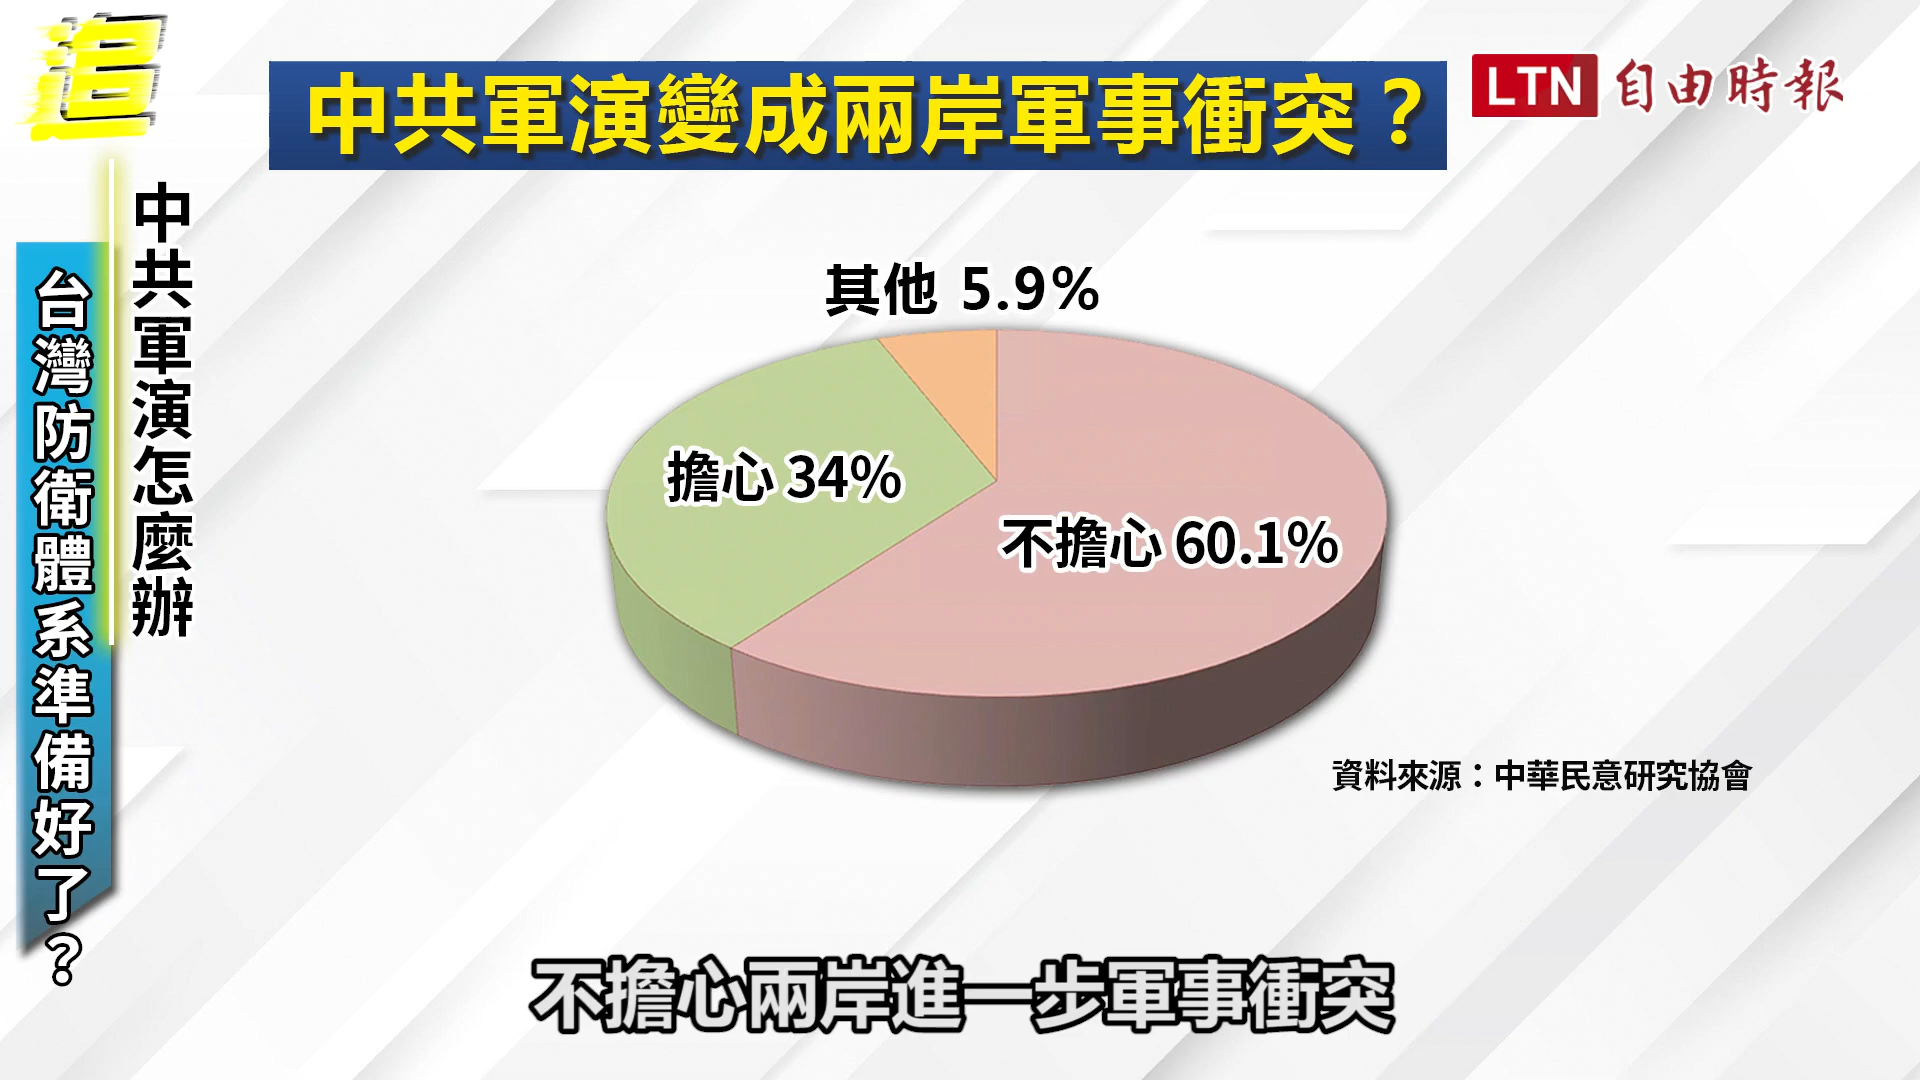 追
中共軍演變成兩岸軍事衝突？
LTN 自由時報
中共軍演怎麼辦
台灣防衛體系準備好了？
其他 5.9%
擔心 34%
不擔心 60.1%
資料來源：中華民意研究協會
不擔心兩岸進一步軍事衝突